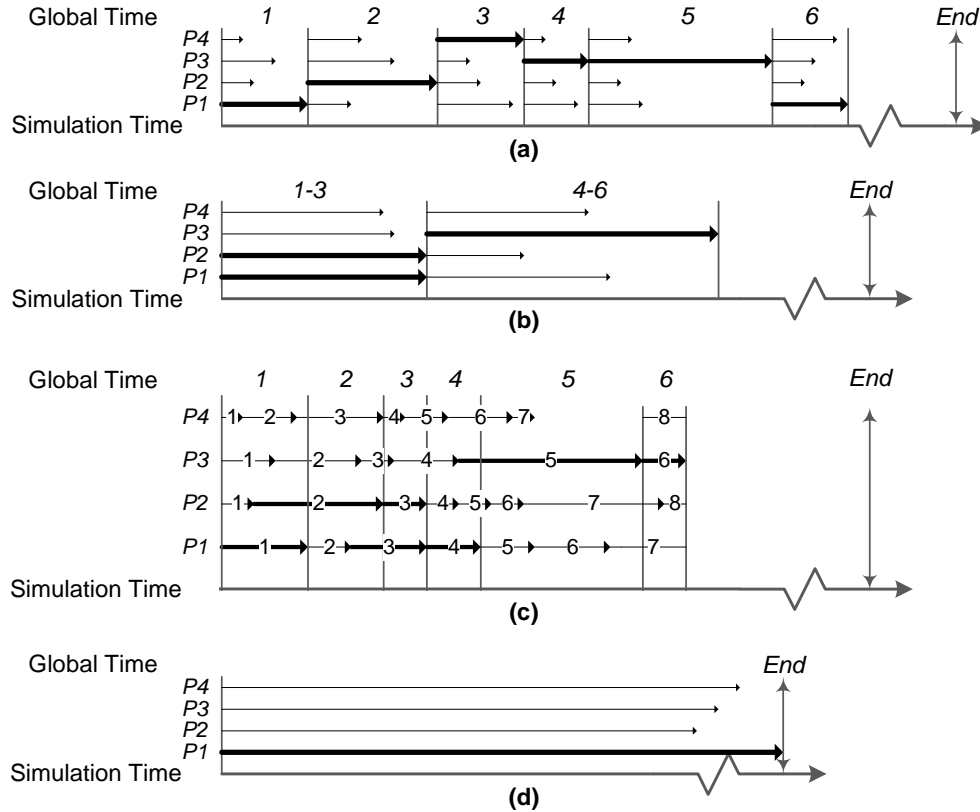 Global Time 1 2 3 4 5 6 End
P4
P3
P2
P1
Simulation Time
(a)
Global Time 1-3 4-6 End
P4
P3
P2
P1
Simulation Time
(b)
Global Time 1 2 3 4 5 6 End
P4 1 2 3 4 5 6 7 8
P3 1 2 3 4 5 6
P2 1 2 3 4 5 6 7 8
P1 1 2 3 4 5 6 7
Simulation Time
(c)
Global Time End
P4
P3
P2
P1
Simulation Time
(d)